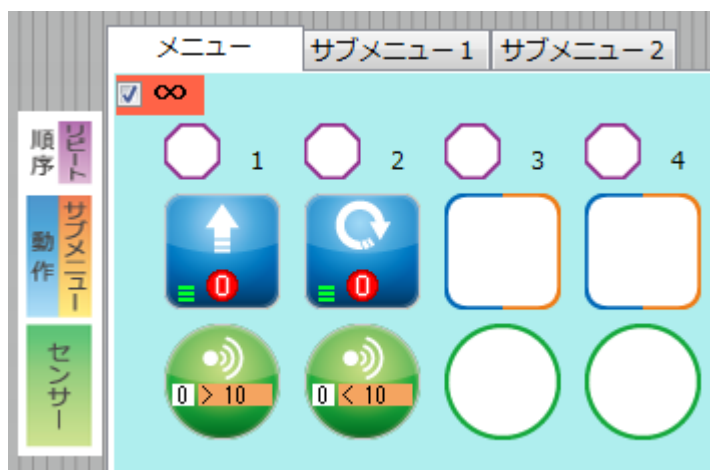 メニュー
サブメニュー1
サブメニュー2
∞
順序
リピート
1
2
3
4
動作
サブメニュー
0
0
センサー
0 > 10
0 < 10